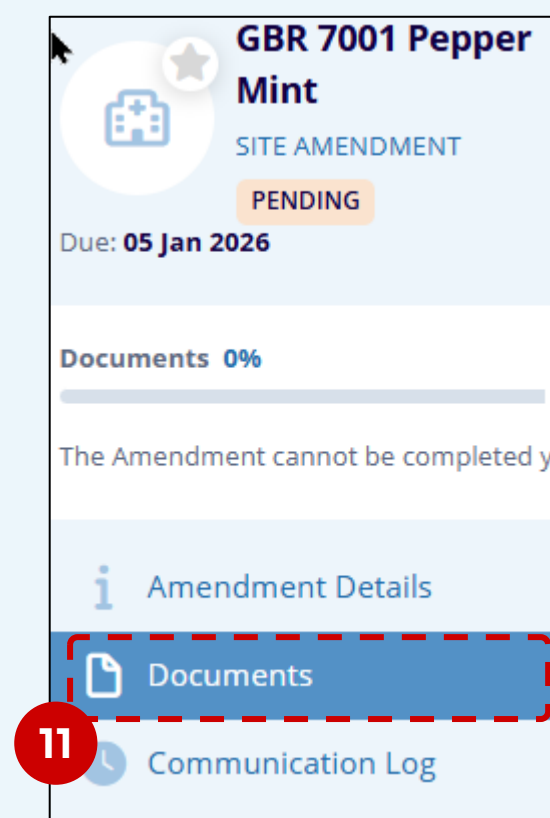 GBR 7001 Pepper
Mint
SITE AMENDMENT
PENDING
Due: 05 Jan 2026
Documents 0%
The Amendment cannot be completed
Amendment Details
Documents
11
Communication Log